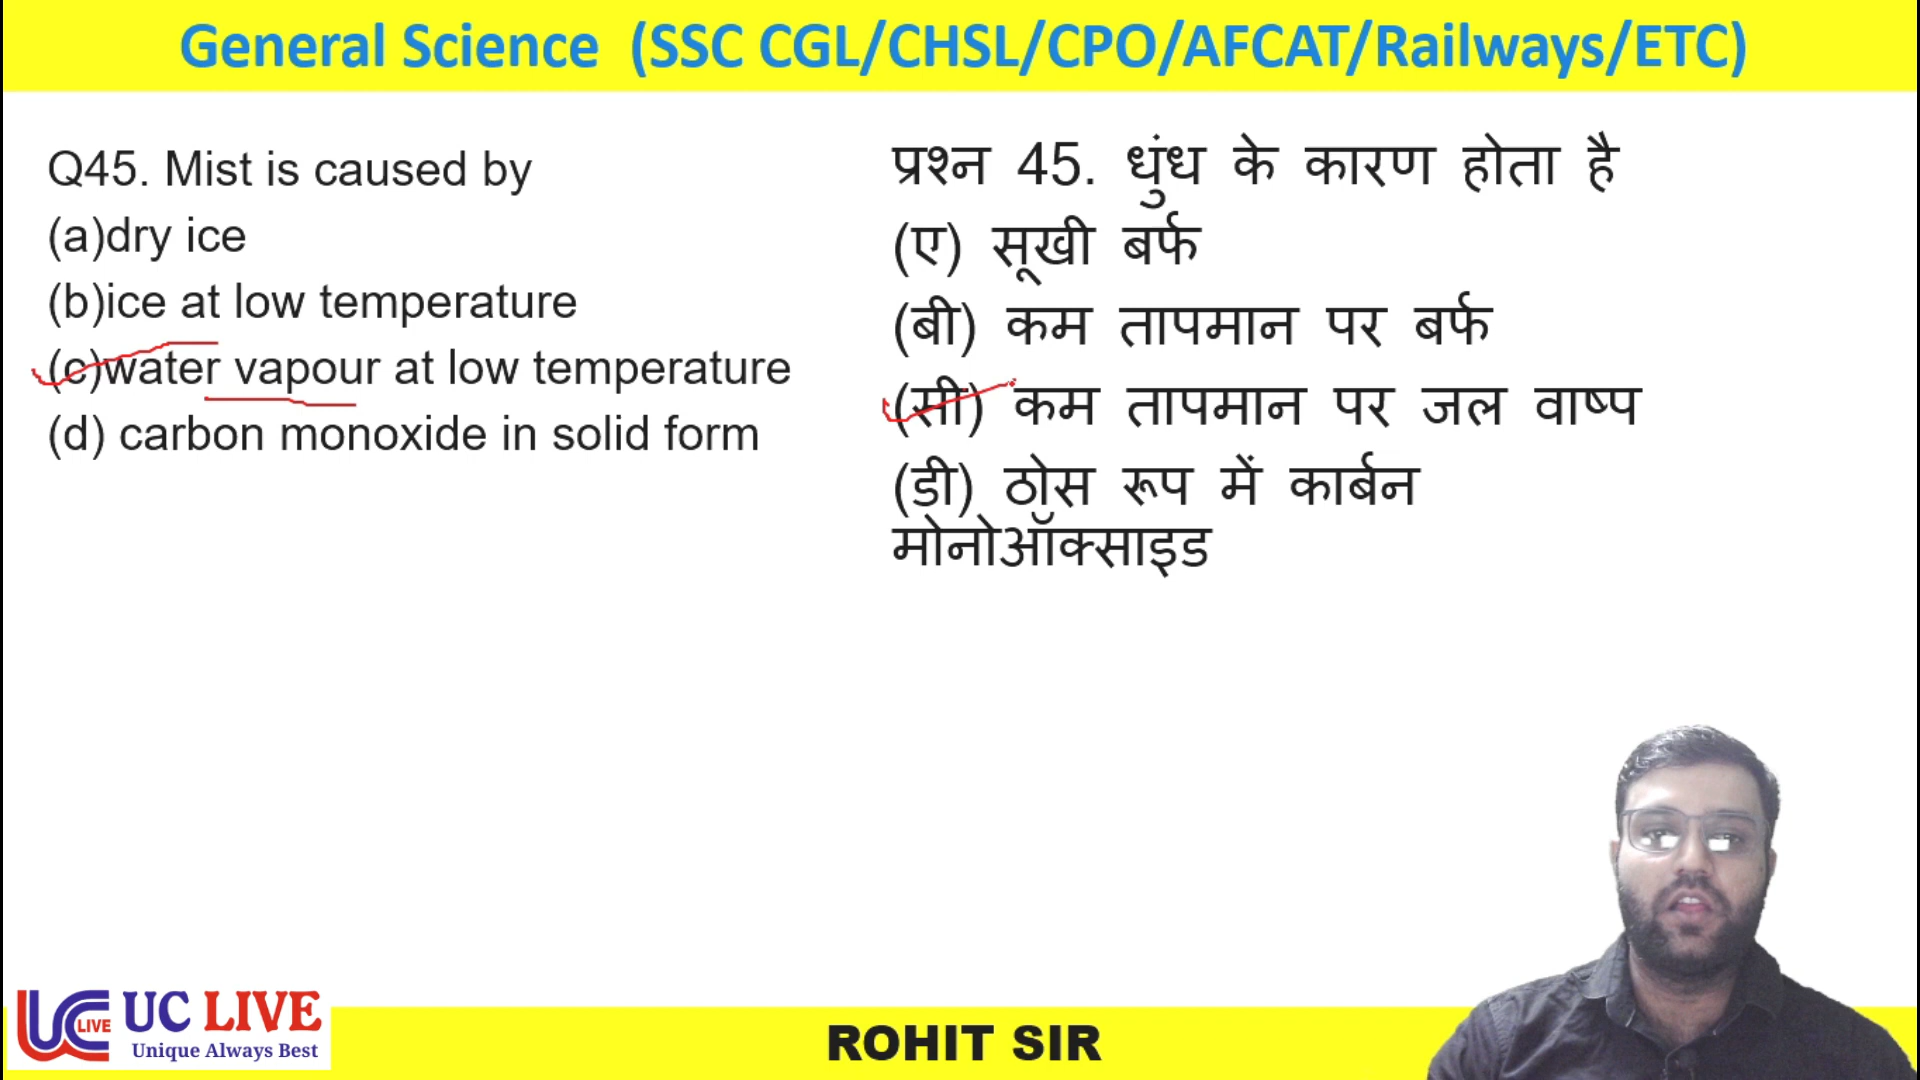 General Science (SSC CGL/CHSL/CPO/AFCAT/Railways/ETC)
Q45. Mist is caused by
(a)dry ice
(b)ice at low temperature
(c)water vapour at low temperature
(d) carbon monoxide in solid form
प्रश्न 45. धुंध के कारण होता है
(ए) सूखी बर्फ
(बी) कम तापमान पर बर्फ
(सी) कम तापमान पर जल वाष्प
(डी) ठोस रूप में कार्बन
मोनोऑक्साइड
UC LIVE UC LIVE
Unique Always Best
ROHIT SIR